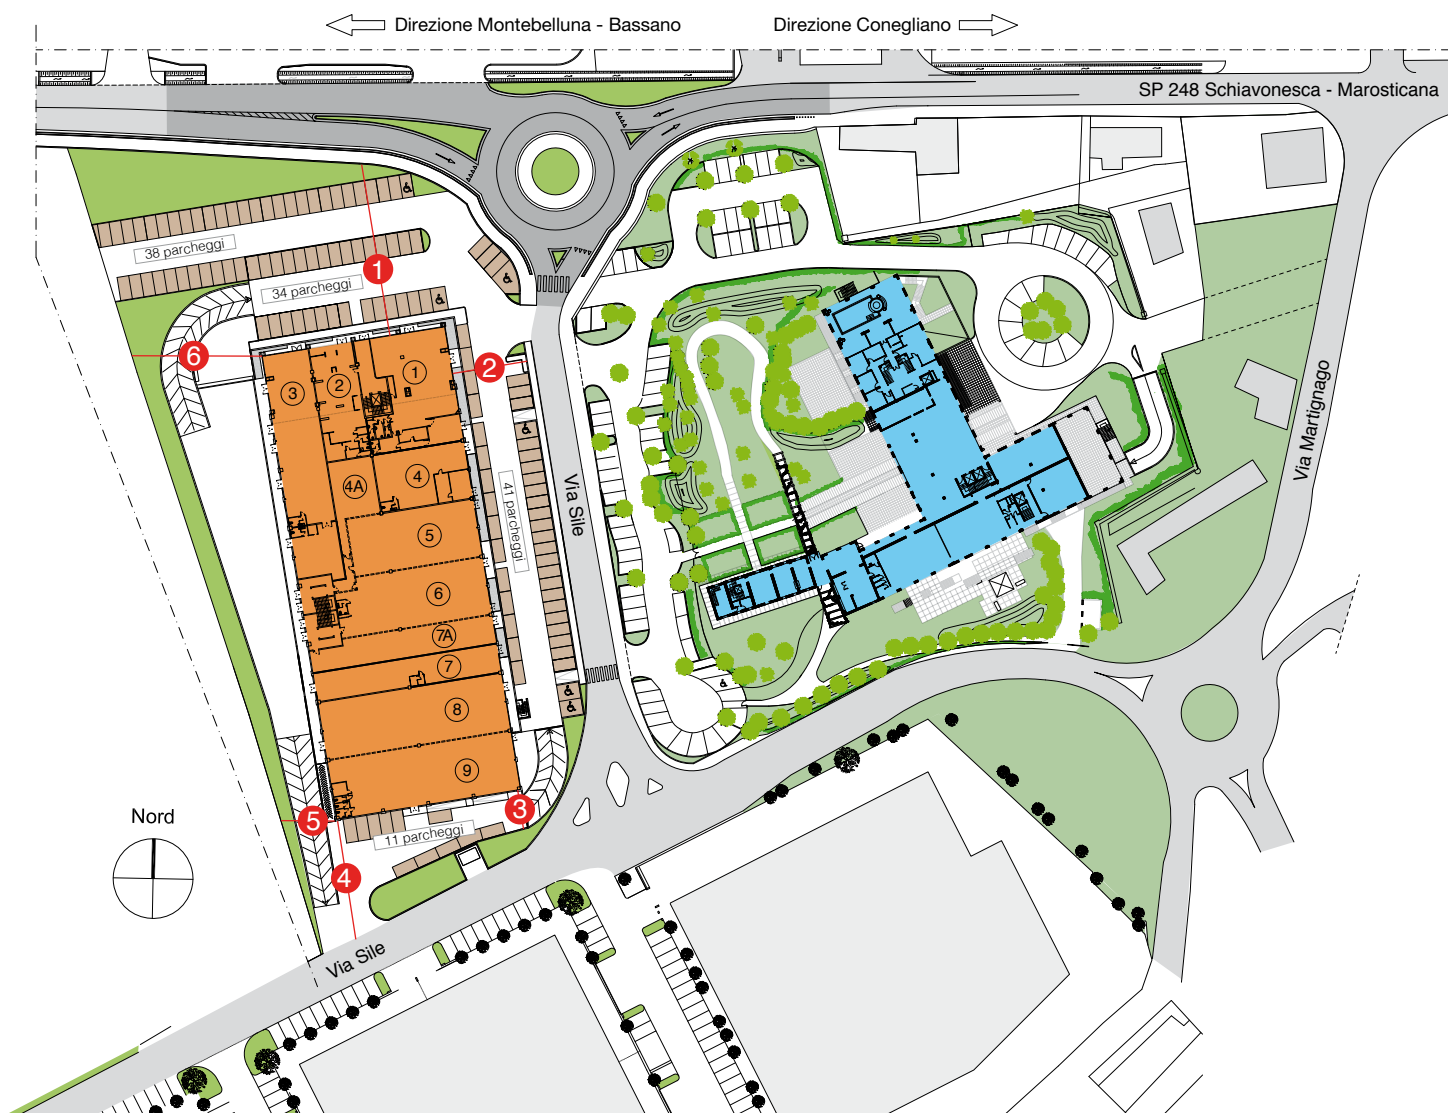 Direzione Montebelluna - Bassano
Direzione Conegliano
SP 248 Schiavonesca - Marosticana
38 parcheggi
34 parcheggi
1
6
2
3
2
1
4A
4
41 parcheggi
Via Sile
Via Martignago
5
6
7A
7
8
9
3
5
11 parcheggi
4
Nord
Via Sile